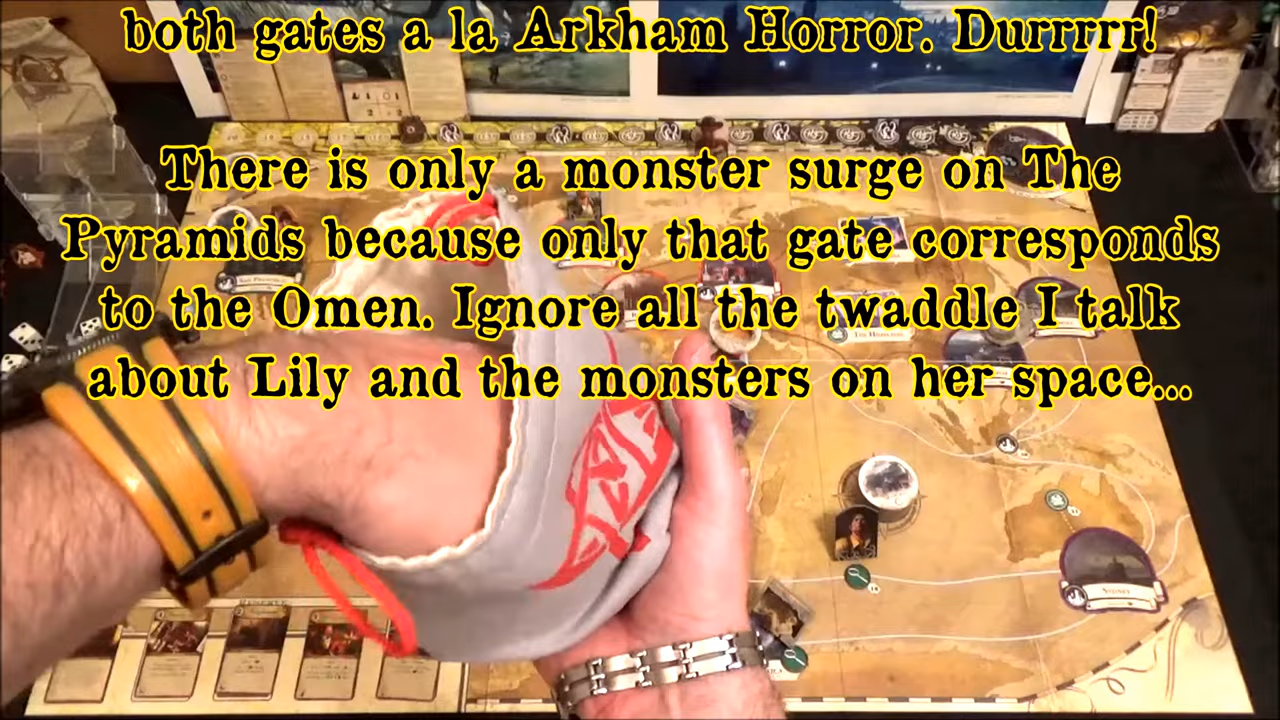 both gates a la Arkham Horror. Durrrrr!
There is only a monster surge on The
Pyramids because only that gate corresponds
to the Omen. Ignore all the twaddle I talk
about Lily and the monsters on her space...
Sydney